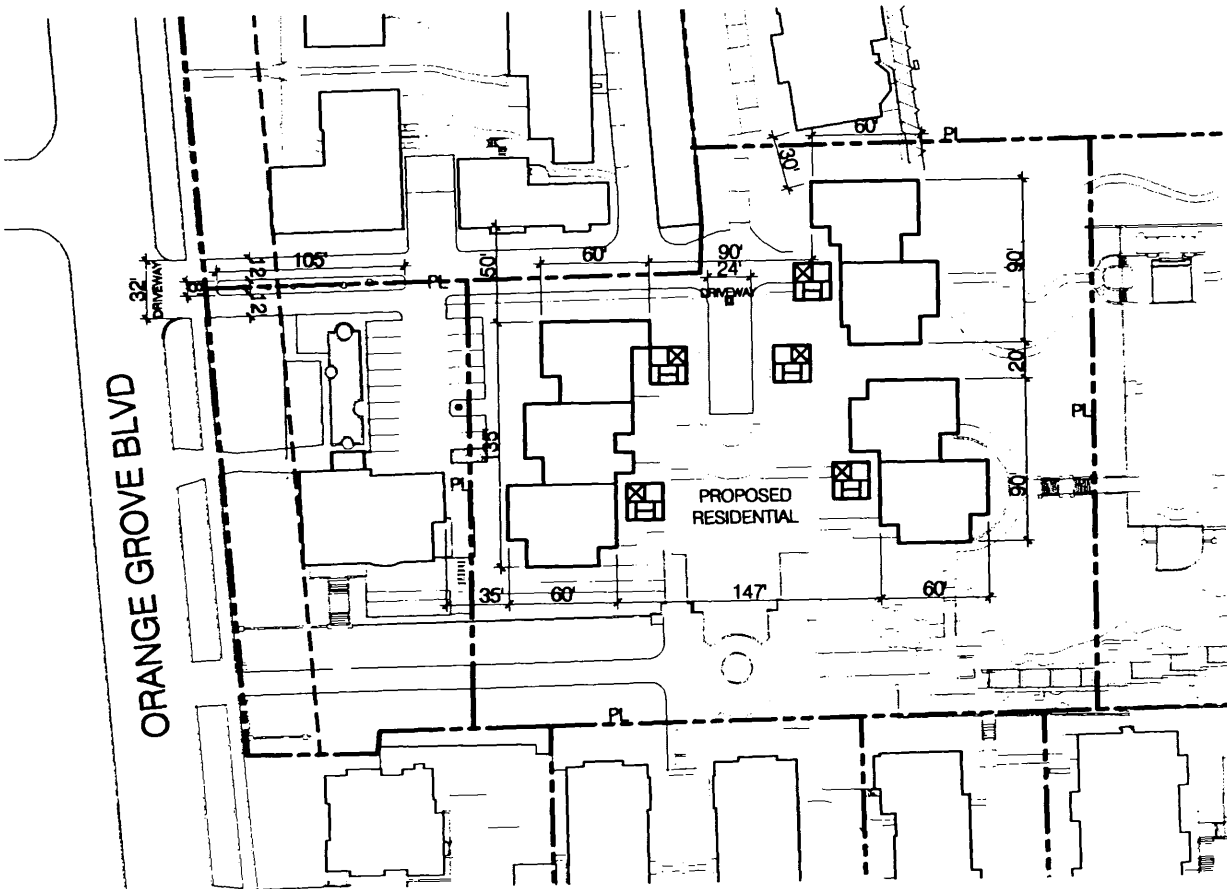 60'
PL
30'
105'
12'
12'
8'
32'
DRIVEWAY
PL
50'
60'
90'
24'
DRIVEWAY
90'
20'
90'
PL
35'
PL
ORANGE GROVE BLVD
PROPOSED
RESIDENTIAL
35'
60'
147'
60'
PL